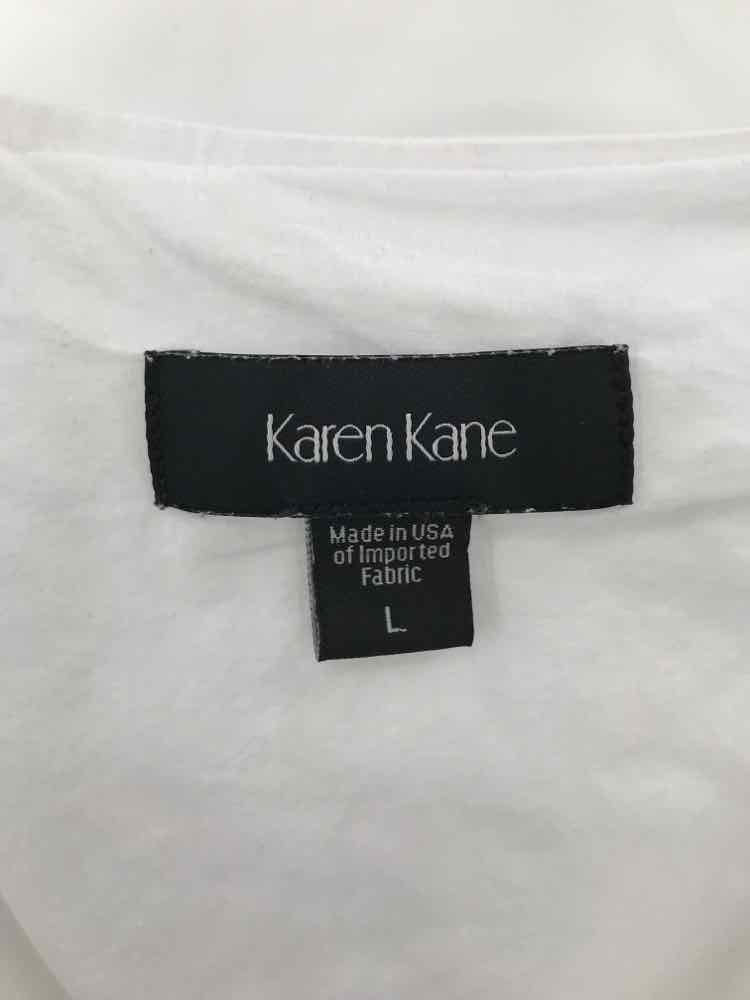 Karen Kane
Made in USA
of Imported
Fabric
L